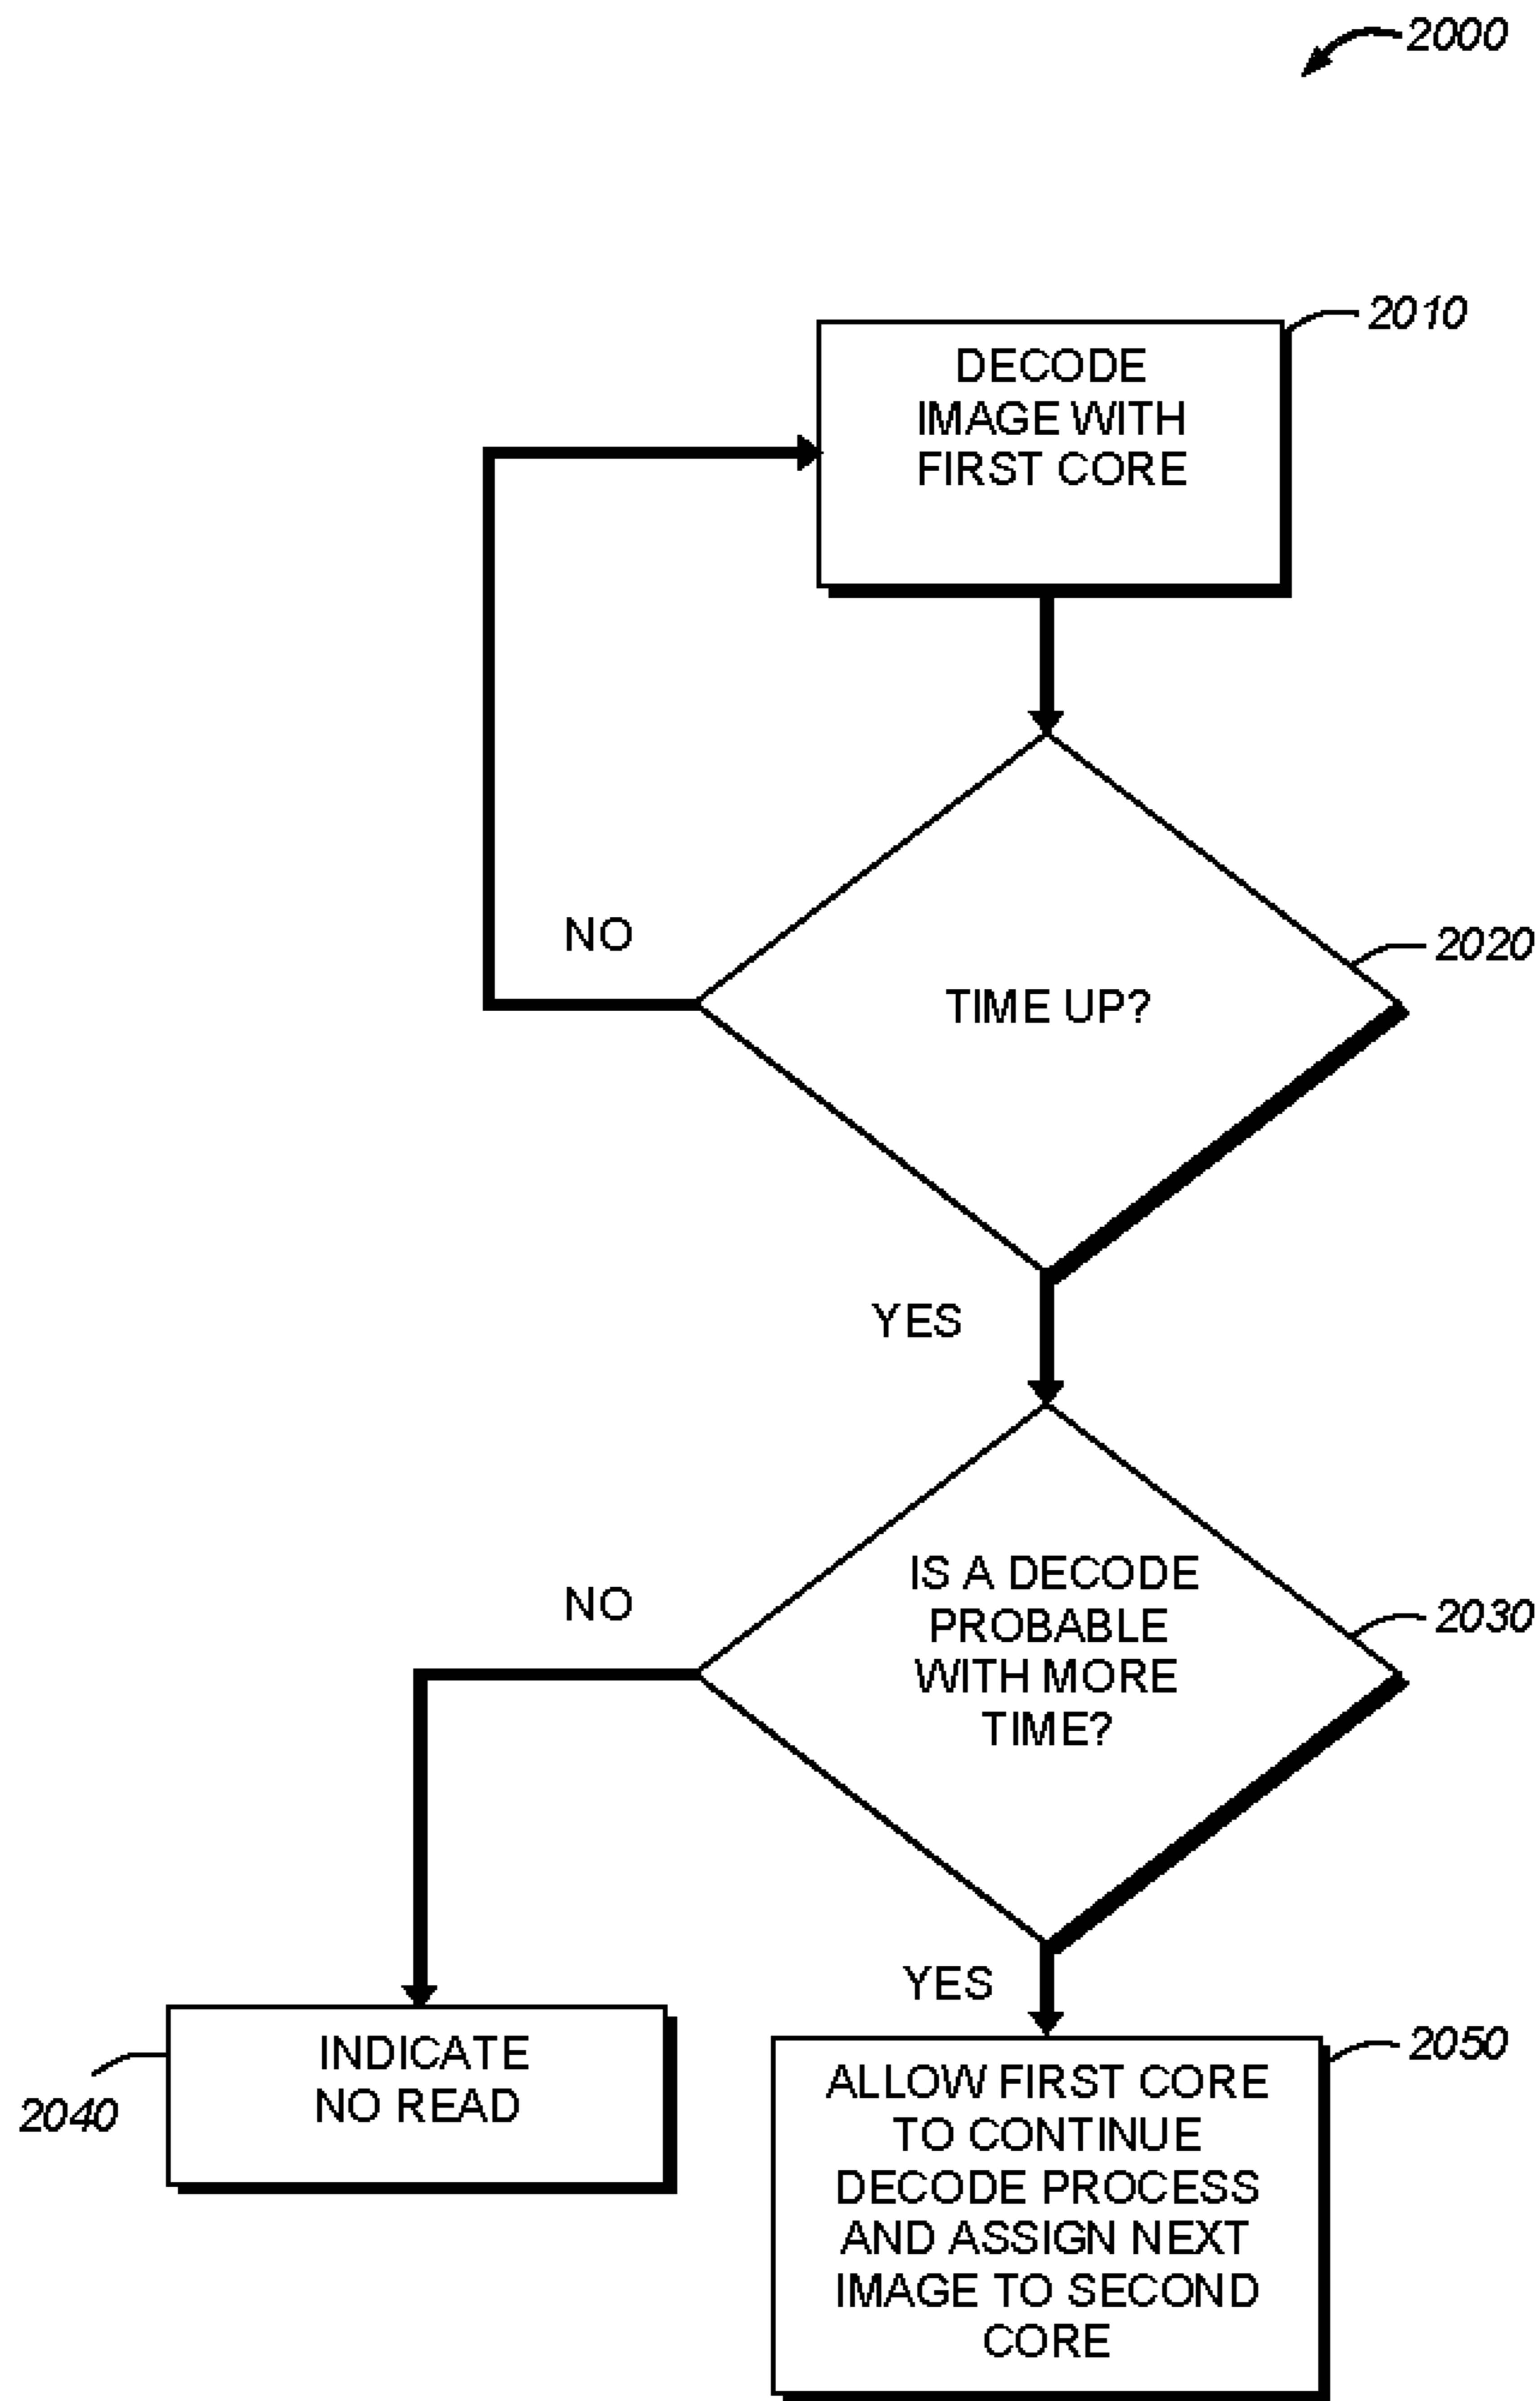 2000
2010
DECODE
IMAGE WITH
FIRST CORE
NO
2020
TIME UP?
YES
IS A DECODE
PROBABLE
WITH MORE
TIME?
NO
2030
YES
INDICATE
NO READ
2040
2050
ALLOW FIRST CORE
TO CONTINUE
DECODE PROCESS
AND ASSIGN NEXT
IMAGE TO SECOND
CORE